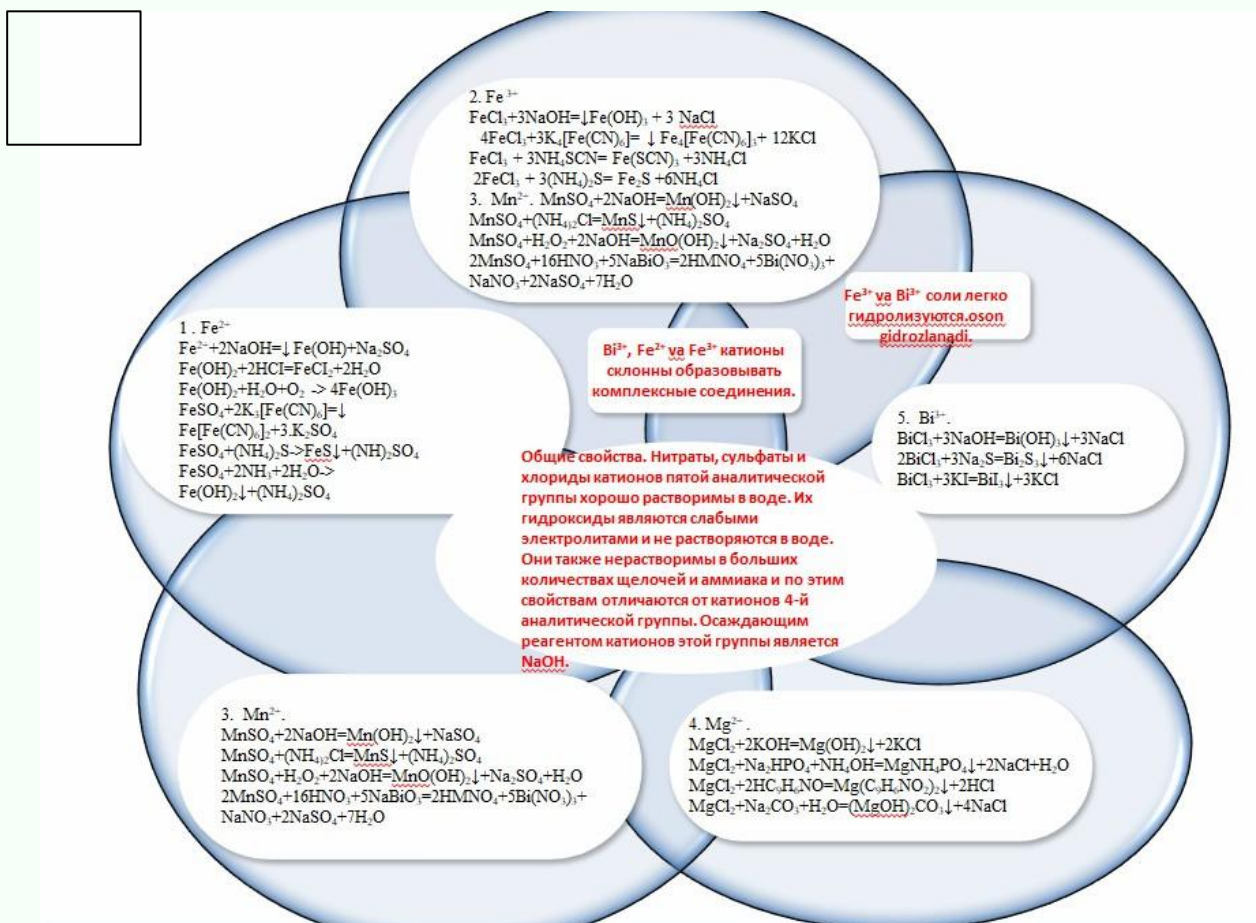 2. Fe ³⁺
FeCl₃+3NaOH=↓Fe(OH)₃ + 3 NaCl
4FeCl₃+3K₄[Fe(CN)₆]= ↓ Fe₄[Fe(CN)₆]₃+ 12KCl
FeCl₃ + 3NH₄SCN= Fe(SCN)₃ +3NH₄Cl
2FeCl₃ + 3(NH₄)₂S= Fe₂S +6NH₄Cl
3. Mn²⁺. MnSO₄+2NaOH=Mn(OH)₂↓+NaSO₄
MnSO₄+(NH₄)₂Cl=MnS↓+(NH₄)₂SO₄
MnSO₄+H₂O₂+2NaOH=MnO(OH)₂↓+Na₂SO₄+H₂O
2MnSO₄+16HNO₃+5NaBiO₃=2HMNO₄+5Bi(NO₃)₃+
NaNO₃+2NaSO₄+7H₂O
Fe³⁺ va Bi³⁺ соли легко
гидролизуются.oson
gidrozlanadi.
1 . Fe²⁺
Fe²⁺+2NaOH=↓Fe(OH)+Na₂SO₄
Fe(OH)₂+2HCI=FeCI₂+2H₂O
Fe(OH)₂+H₂O+O₂ -> 4Fe(OH)₃
FeSO₄+2K₃[Fe(CN)₆]=↓
Fe[Fe(CN)₆]₂+3.K₂SO₄
FeSO₄+(NH₄)₂S->FeS↓+(NH)₂SO₄
FeSO₄+2NH₃+2H₂O->
Fe(OH)₂↓+(NH₄)₂SO₄
Bi³⁺, Fe²⁺ va Fe³⁺ катионы
склонны образовывать
комплексные соединения.
5. Bi³⁺.
BiCl₃+3NaOH=Bi(OH)₃↓+3NaCl
2BiCl₃+3Na₂S=Bi₂S₃↓+6NaCl
BiCl₃+3KI=BiI₃↓+3KCl
Общие свойства. Нитраты, сульфаты и
хлориды катионов пятой аналитической
группы хорошо растворимы в воде. Их
гидроксиды являются слабыми
электролитами и не растворяются в воде.
Они также нерастворимы в больших
количествах щелочей и аммиака и по этим
свойствам отличаются от катионов 4-й
аналитической группы. Осаждающим
реагентом катионов этой группы является
NaOH.
3. Mn²⁺.
MnSO₄+2NaOH=Mn(OH)₂↓+NaSO₄
MnSO₄+(NH₄)₂Cl=MnS↓+(NH₄)₂SO₄
MnSO₄+H₂O₂+2NaOH=MnO(OH)₂↓+Na₂SO₄+H₂O
2MnSO₄+16HNO₃+5NaBiO₃=2HMNO₄+5Bi(NO₃)₃+
NaNO₃+2NaSO₄+7H₂O
4. Mg²⁺ .
MgCl₂+2KOH=Mg(OH)₂↓+2KCl
MgCl₂+Na₂HPO₄+NH₄OH=MgNH₄PO₄↓+2NaCl+H₂O
MgCl₂+2HC₉H₆NO=Mg(C₉H₆NO₂)₂↓+2HCl
MgCl₂+Na₂CO₃+H₂O=(MgOH)₂CO₃↓+4NaCl